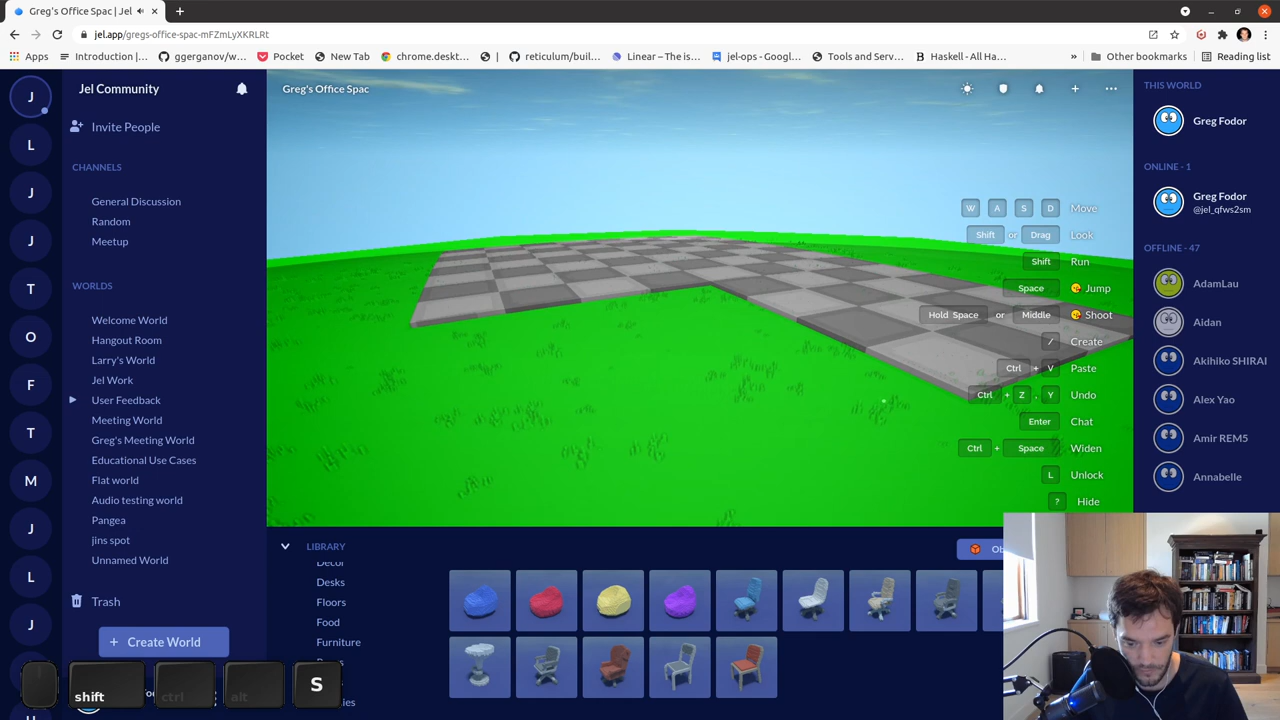 Greg's Office Spac | Jel
jel.app/gregs-office-spac-mFZmLyXKRLRt
Apps
Introduction |...
ggerganov/w...
Pocket
New Tab
chrome.deskt...
reticulum/buil...
Linear – The is...
jel-ops - Googl...
Tools and Serv...
Haskell - All Ha...
»
Other bookmarks
Reading list
J
L
J
J
T
O
F
T
M
J
L
J
Jel Community
Invite People
CHANNELS
General Discussion
Random
Meetup
WORLDS
Welcome World
Hangout Room
Larry's World
Jel Work
User Feedback
Meeting World
Greg's Meeting World
Educational Use Cases
Flat world
Audio testing world
Pangea
jins spot
Unnamed World
Trash
+ Create World
shift
ctrl
alt
S
Greg's Office Spac
W A S D Move
Shift or Drag Look
Shift Run
Space Jump
Hold Space or Middle Shoot
/ Create
Ctrl + V Paste
Ctrl + Z , Y Undo
Enter Chat
Ctrl + Space Widen
L Unlock
? Hide
LIBRARY
Decor
Desks
Floors
Food
Furniture
THIS WORLD
Greg Fodor
ONLINE - 1
Greg Fodor
@jel_qfws2sm
OFFLINE - 47
AdamLau
Aidan
Akihiko SHIRAI
Alex Yao
Amir REM5
Annabelle